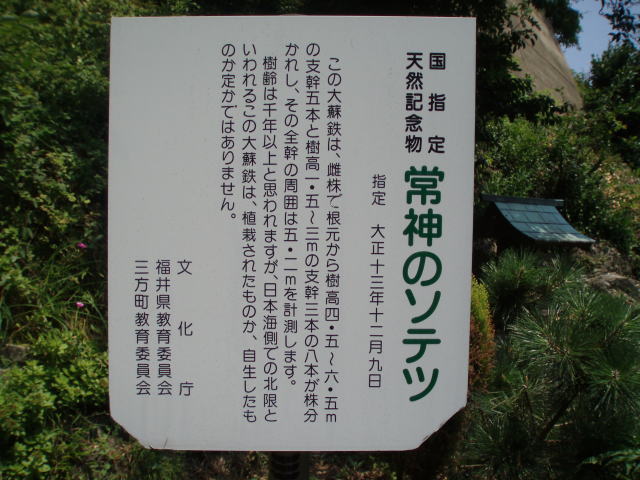 国指定
天然記念物
常神のソテツ
指定　大正十三年十二月九日
この大蘇鉄は、雌株で根元から樹高四・五～六・五m
の支幹五本と樹高一・五～三mの支幹三本の八本が株分
かれし、その全幹の周囲は五・二mを計測します。
樹齢は千年以上と思われますが、日本海側での北限と
いわれるこの大蘇鉄は、植栽されたものか、自生したも
のか定かではありません。
文化庁
福井県教育委員会
三方町教育委員会